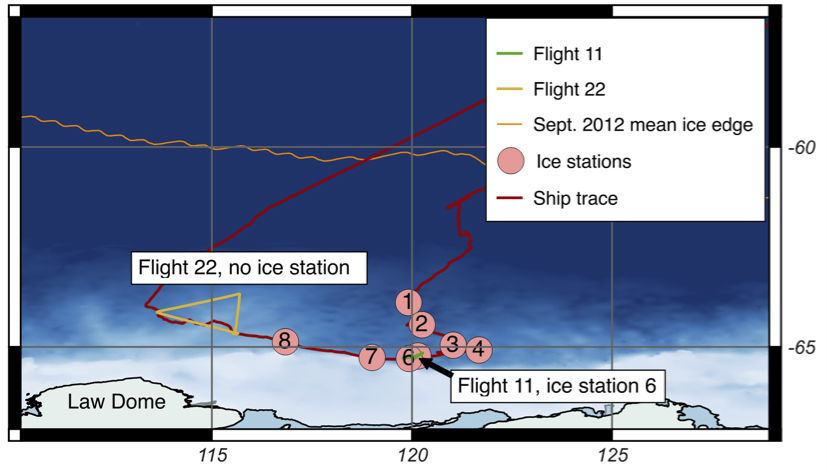 Flight 11
Flight 22
Sept. 2012 mean ice edge
Ice stations
Ship trace
-60
Flight 22, no ice station
1
2
3
4
8
7
6
-65
Flight 11, ice station 6
Law Dome
115
120
125